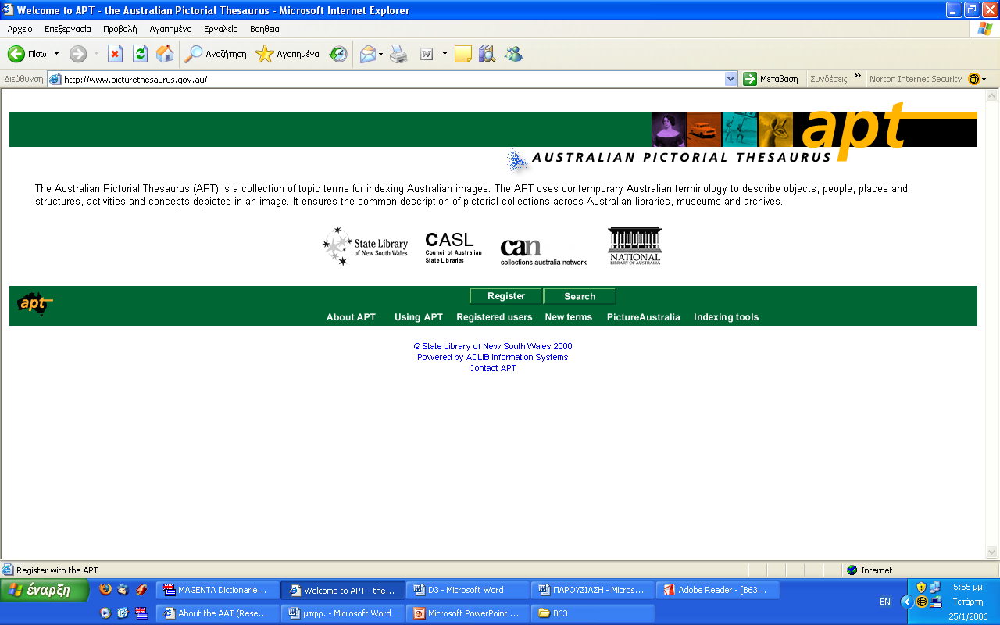 Welcome to APT - the Australian Pictorial Thesaurus - Microsoft Internet Explorer
Αρχείο Επεξεργασία Προβολή Αγαπημένα Εργαλεία Βοήθεια
Πίσω Αναζήτηση Αγαπημένα
Διεύθυνση http://www.picturethesaurus.gov.au/ Μετάβαση Συνδέσεις » Norton Internet Security
apt
AUSTRALIAN PICTORIAL THESAURUS
The Australian Pictorial Thesaurus (APT) is a collection of topic terms for indexing Australian images. The APT uses contemporary Australian terminology to describe objects, people, places and
structures, activities and concepts depicted in an image. It ensures the common description of pictorial collections across Australian libraries, museums and archives.
State Library
of New South Wales
CASL
Council of Australian
State Libraries
can
collections australia network
NATIONAL
LIBRARY OF AUSTRALIA
apt
Register Search
About APT Using APT Registered users New terms PictureAustralia Indexing tools
© State Library of New South Wales 2000
Powered by ADLiB Information Systems
Contact APT
Register with the APT Internet
έναρξη MAGENTA Dictionarie... Welcome to APT - the... D3 - Microsoft Word ΠΑΡΟΥΣΙΑΣΗ - Micros... Adobe Reader - [B63... 5:55 μμ
EN Τετάρτη
About the AAT (Rese... μτφρ. - Microsoft Word Microsoft PowerPoint ... B63 25/1/2006